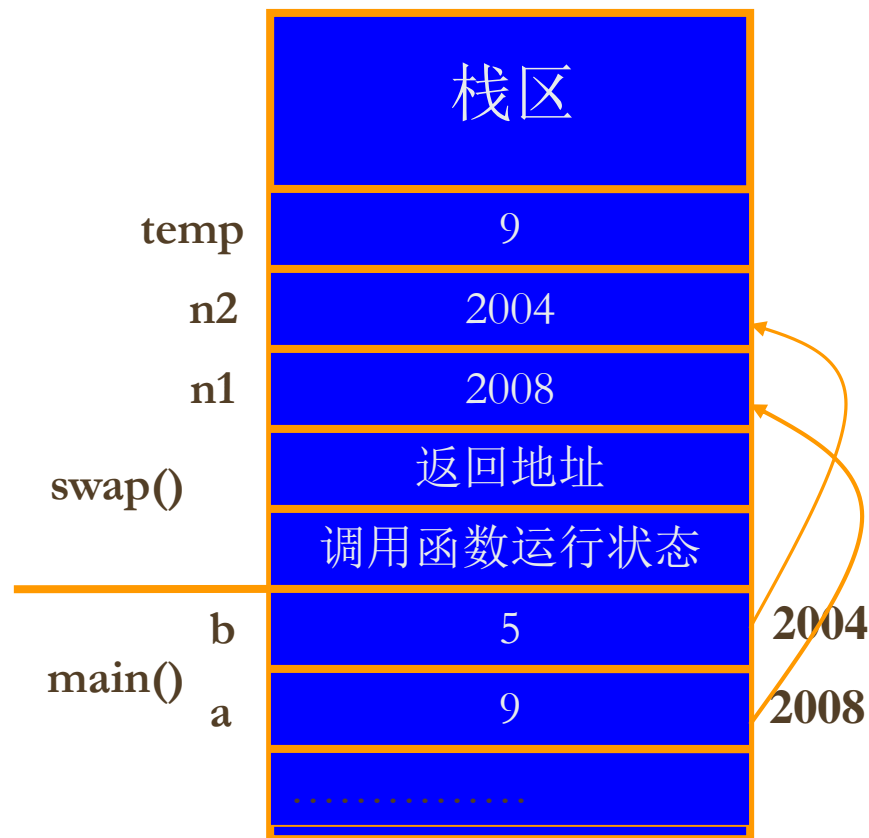 栈区
temp 9
n2 2004
n1 2008
返回地址
swap()
调用函数运行状态
b 5 2004
main()
a 9 2008
...............